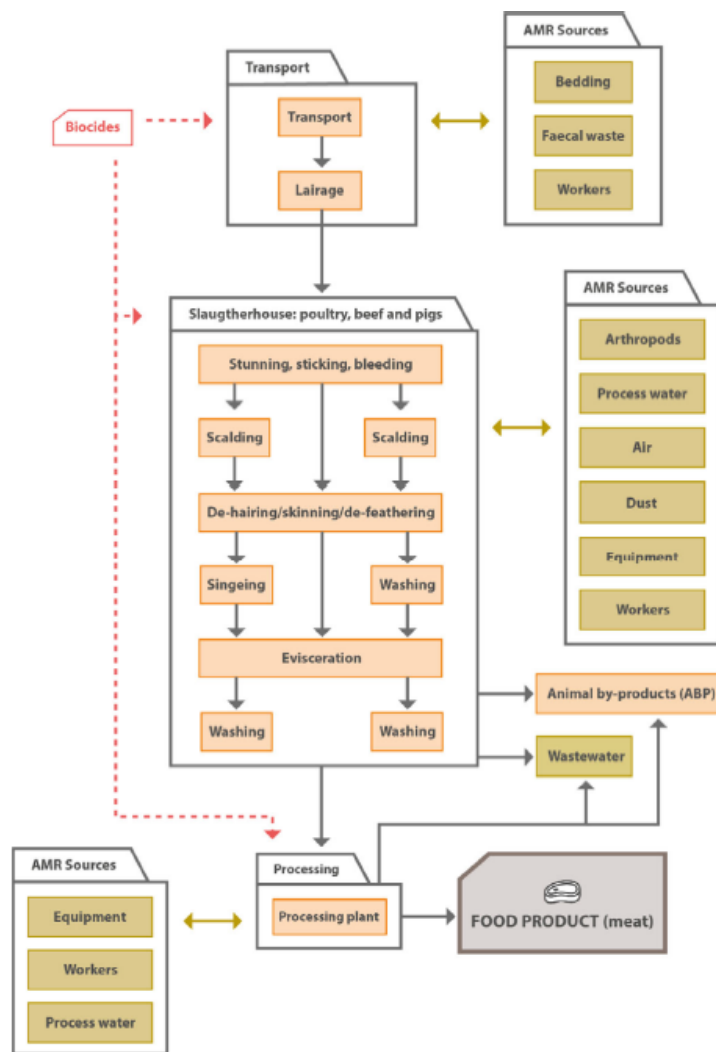 AMR Sources
Transport
Bedding
Biocides
Transport
Faecal waste
Lairage
Workers
AMR Sources
Slaugtherhouse: poultry, beef and pigs
Arthropods
Stunning, sticking, bleeding
Process water
Scalding
Scalding
Air
De-hairing/skinning/de-feathering
Dust
Equipment
Singeing
Washing
Workers
Evisceration
Animal by-products (ABP)
Washing
Washing
Wastewater
AMR Sources
Processing
Equipment
Processing plant
FOOD PRODUCT (meat)
Workers
Process water